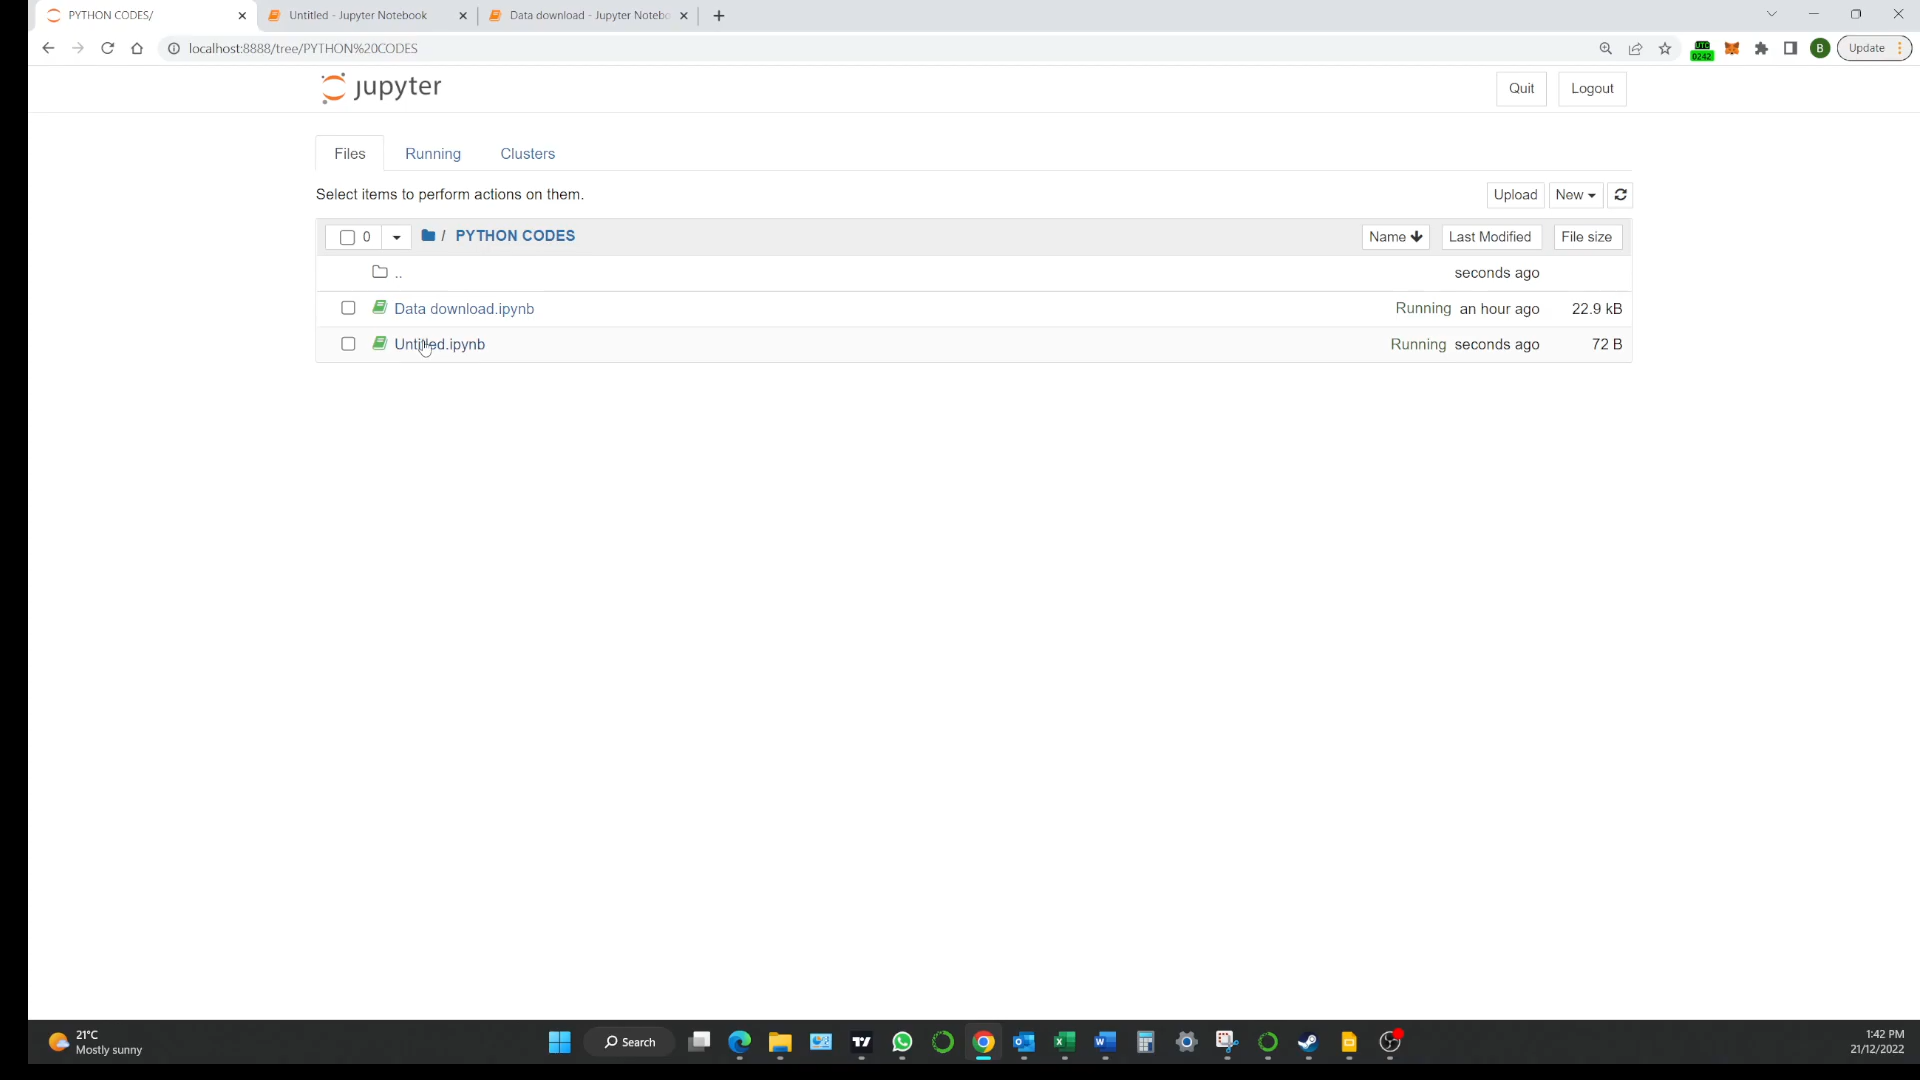 PYTHON CODES/
Untitled - Jupyter Notebook
Data download - Jupyter Notebo
localhost:8888/tree/PYTHON%20CODES
UTC
0242
B
Update
jupyter
Quit
Logout
Files
Running
Clusters
Select items to perform actions on them.
Upload
New
0
/
PYTHON CODES
Name
Last Modified
File size
..
seconds ago
Data download.ipynb
Running
an hour ago
22.9 kB
Untitled.ipynb
Running
seconds ago
72 B
21°C
Mostly sunny
Search
1:42 PM
21/12/2022